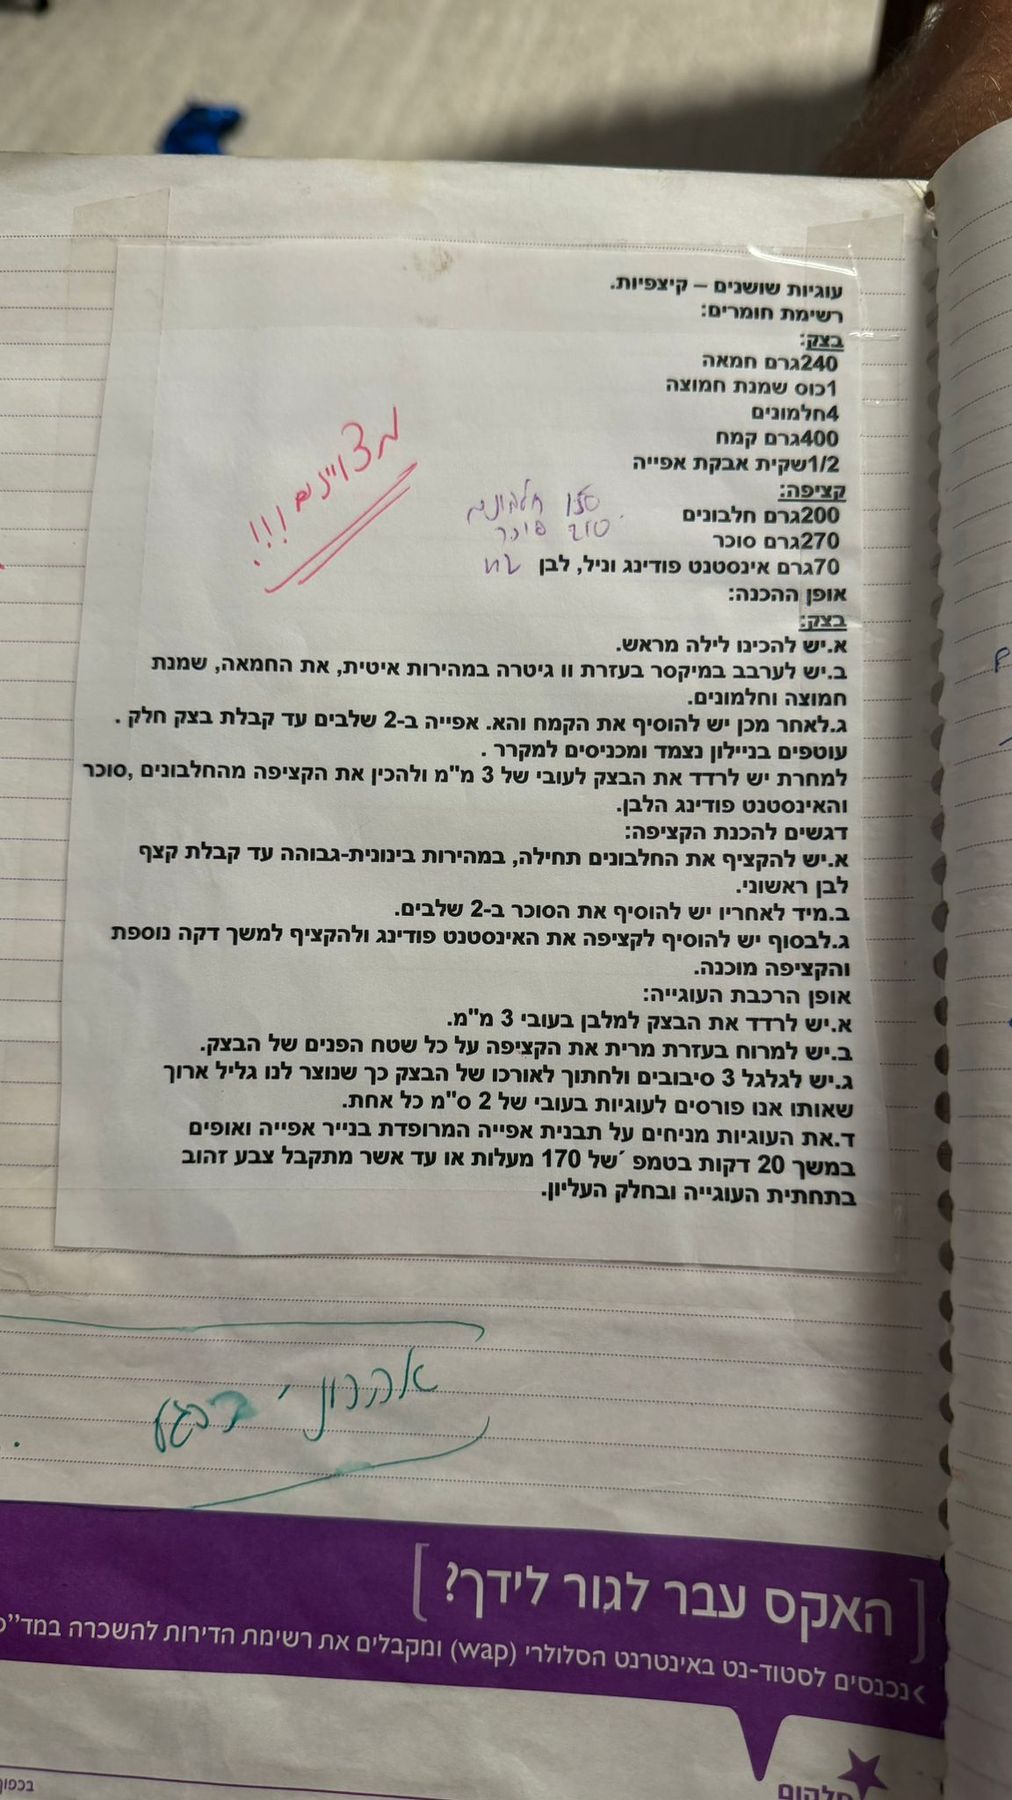 עוגיות שושנים – קיצפיות.
רשימת חומרים:
בצק:
240גרם חמאה
1כוס שמנת חמוצה
4חלמונים
400גרם קמח
1/2שקית אבקת אפייה
קציפה:
200גרם חלבונים
150 חלבונים
270גרם סוכר
210 סוכר
70גרם אינסטנט פודינג וניל, לבן
מצויינים!!!
אופן ההכנה:
בצק:
א.יש להכינו לילה מראש.
ב.יש לערבב במיקסר בעזרת וו גיטרה במהירות איטית, את החמאה, שמנת
חמוצה וחלמונים.
ג.לאחר מכן יש להוסיף את הקמח והא. אפייה ב-2 שלבים עד קבלת בצק חלק .
עוטפים בניילון נצמד ומכניסים למקרר .
למחרת יש לרדד את הבצק לעובי של 3 מ"מ ולהכין את הקציפה מהחלבונים ,סוכר
והאינסטנט פודינג הלבן.
דגשים להכנת הקציפה:
א.יש להקציף את החלבונים תחילה, במהירות בינונית-גבוהה עד קבלת קצף
לבן ראשוני.
ב.מיד לאחריו יש להוסיף את הסוכר ב-2 שלבים.
ג.לבסוף יש להוסיף לקציפה את האינסטנט פודינג ולהקציף למשך דקה נוספת
והקציפה מוכנה.
אופן הרכבת העוגייה:
א.יש לרדד את הבצק למלבן בעובי 3 מ"מ.
ב.יש למרוח בעזרת מרית את הקציפה על כל שטח הפנים של הבצק.
ג.יש לגלגל 3 סיבובים ולחתוך לאורכו של הבצק כך שנוצר לנו גליל ארוך
שאותו אנו פורסים לעוגיות בעובי של 2 ס"מ כל אחת.
ד.את העוגיות מניחים על תבנית אפייה המרופדת בנייר אפייה ואופים
במשך 20 דקות בטמפ ´של 170 מעלות או עד אשר מתקבל צבע זהוב
בתחתית העוגייה ובחלק העליון.
האקס עבר לגור לידך?
נכנסים לסטוד-נט באינטרנט הסלולרי (wap) ומקבלים את רשימת הדירות להשכרה